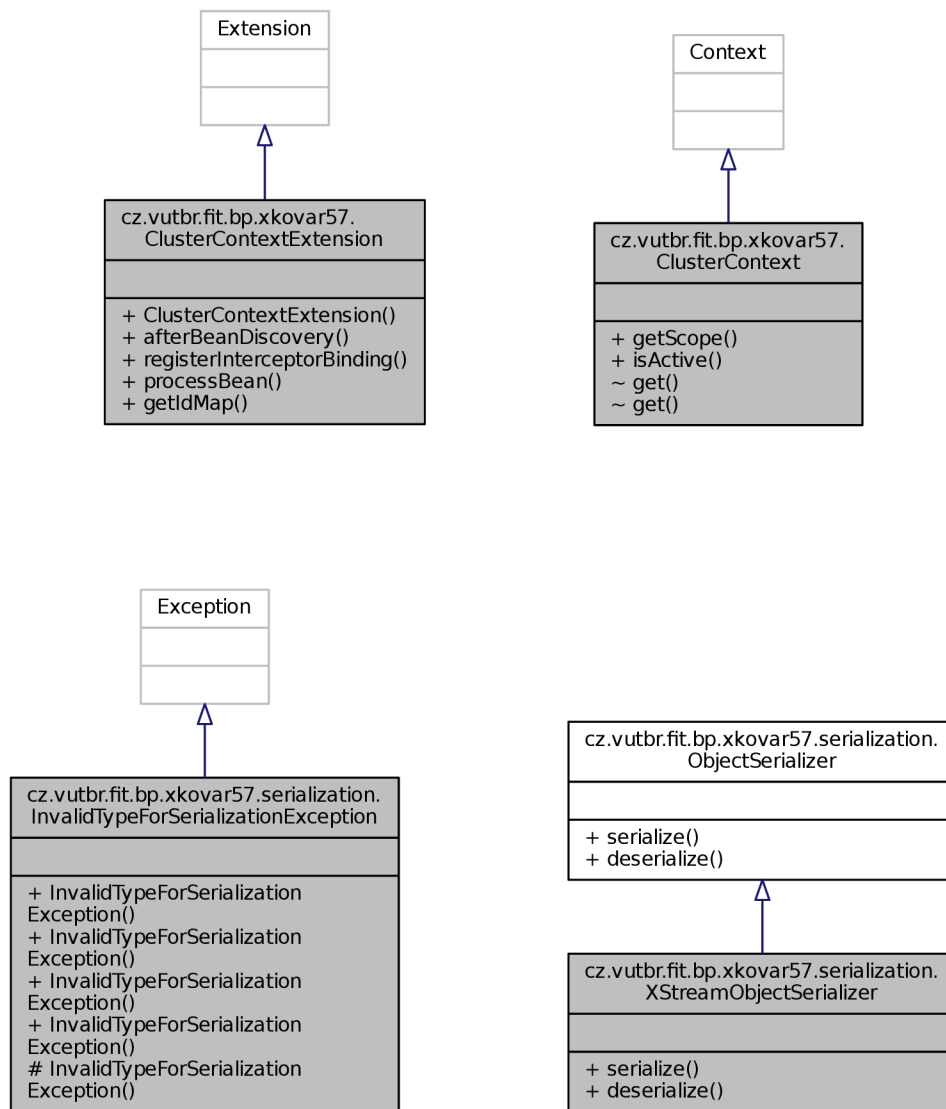 Extension
cz.vutbr.fit.bp.xkovar57.
ClusterContextExtension
+ ClusterContextExtension()
+ afterBeanDiscovery()
+ registerInterceptorBinding()
+ processBean()
+ getIdMap()
Context
cz.vutbr.fit.bp.xkovar57.
ClusterContext
+ getScope()
+ isActive()
~ get()
~ get()
Exception
cz.vutbr.fit.bp.xkovar57.serialization.
InvalidTypeForSerializationException
+ InvalidTypeForSerialization
Exception()
+ InvalidTypeForSerialization
Exception()
+ InvalidTypeForSerialization
Exception()
+ InvalidTypeForSerialization
Exception()
# InvalidTypeForSerialization
Exception()
cz.vutbr.fit.bp.xkovar57.serialization.
ObjectSerializer
+ serialize()
+ deserialize()
cz.vutbr.fit.bp.xkovar57.serialization.
XStreamObjectSerializer
+ serialize()
+ deserialize()